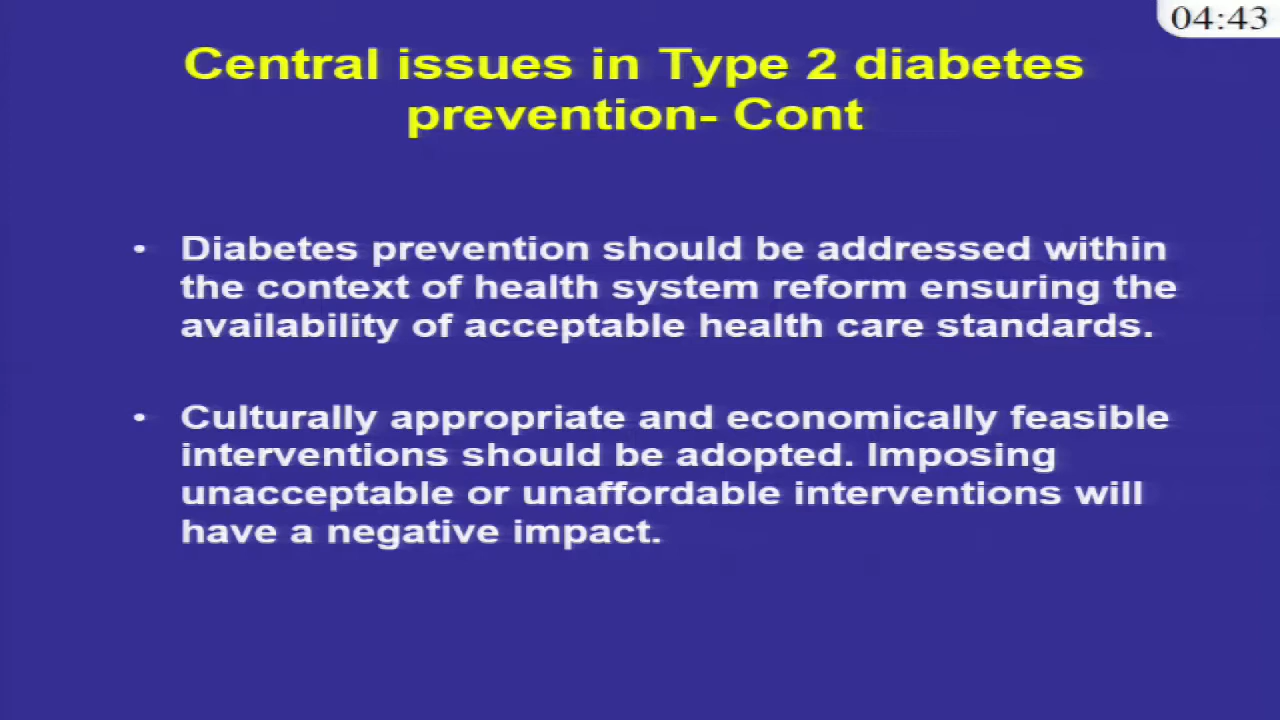 04:43
Central issues in Type 2 diabetes
prevention- Cont
• Diabetes prevention should be addressed within
the context of health system reform ensuring the
availability of acceptable health care standards.
• Culturally appropriate and economically feasible
interventions should be adopted. Imposing
unacceptable or unaffordable interventions will
have a negative impact.